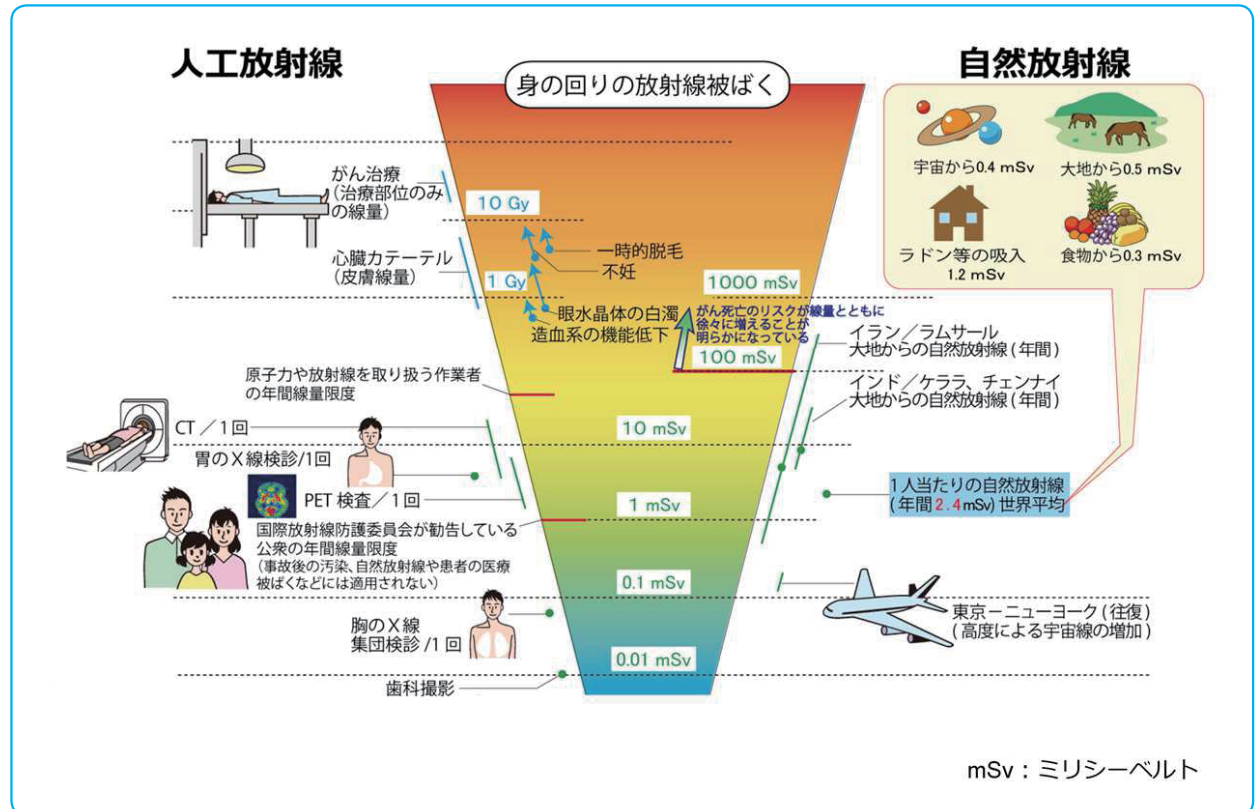 人工放射線
身の回りの放射線被ばく
自然放射線
宇宙から0.4 mSv
大地から0.5 mSv
ラドン等の吸入
1.2 mSv
食物から0.3 mSv
がん治療
(治療部位のみ
の線量)
10 Gy
心臓カテーテル
(皮膚線量)
1 Gy
一時的脱毛
不妊
眼水晶体の白濁
造血系の機能低下
1000 mSv
がん死亡のリスクが線量とともに
徐々に増えることが
明らかになっている
100 mSv
イラン/ラムサール
大地からの自然放射線(年間)
インド/ケララ、チェンナイ
大地からの自然放射線(年間)
原子力や放射線を取り扱う作業者
の年間線量限度
CT/1回
10 mSv
胃のX線検診/1回
PET検査/1回
1人当たりの自然放射線
(年間2.4mSv)世界平均
1 mSv
国際放射線防護委員会が勧告している
公衆の年間線量限度
(事故後の汚染、自然放射線や患者の医療
被ばくなどには適用されない)
0.1 mSv
東京-ニューヨーク(往復)
(高度による宇宙線の増加)
胸のX線
集団検診/1回
0.01 mSv
歯科撮影
mSv:ミリシーベルト